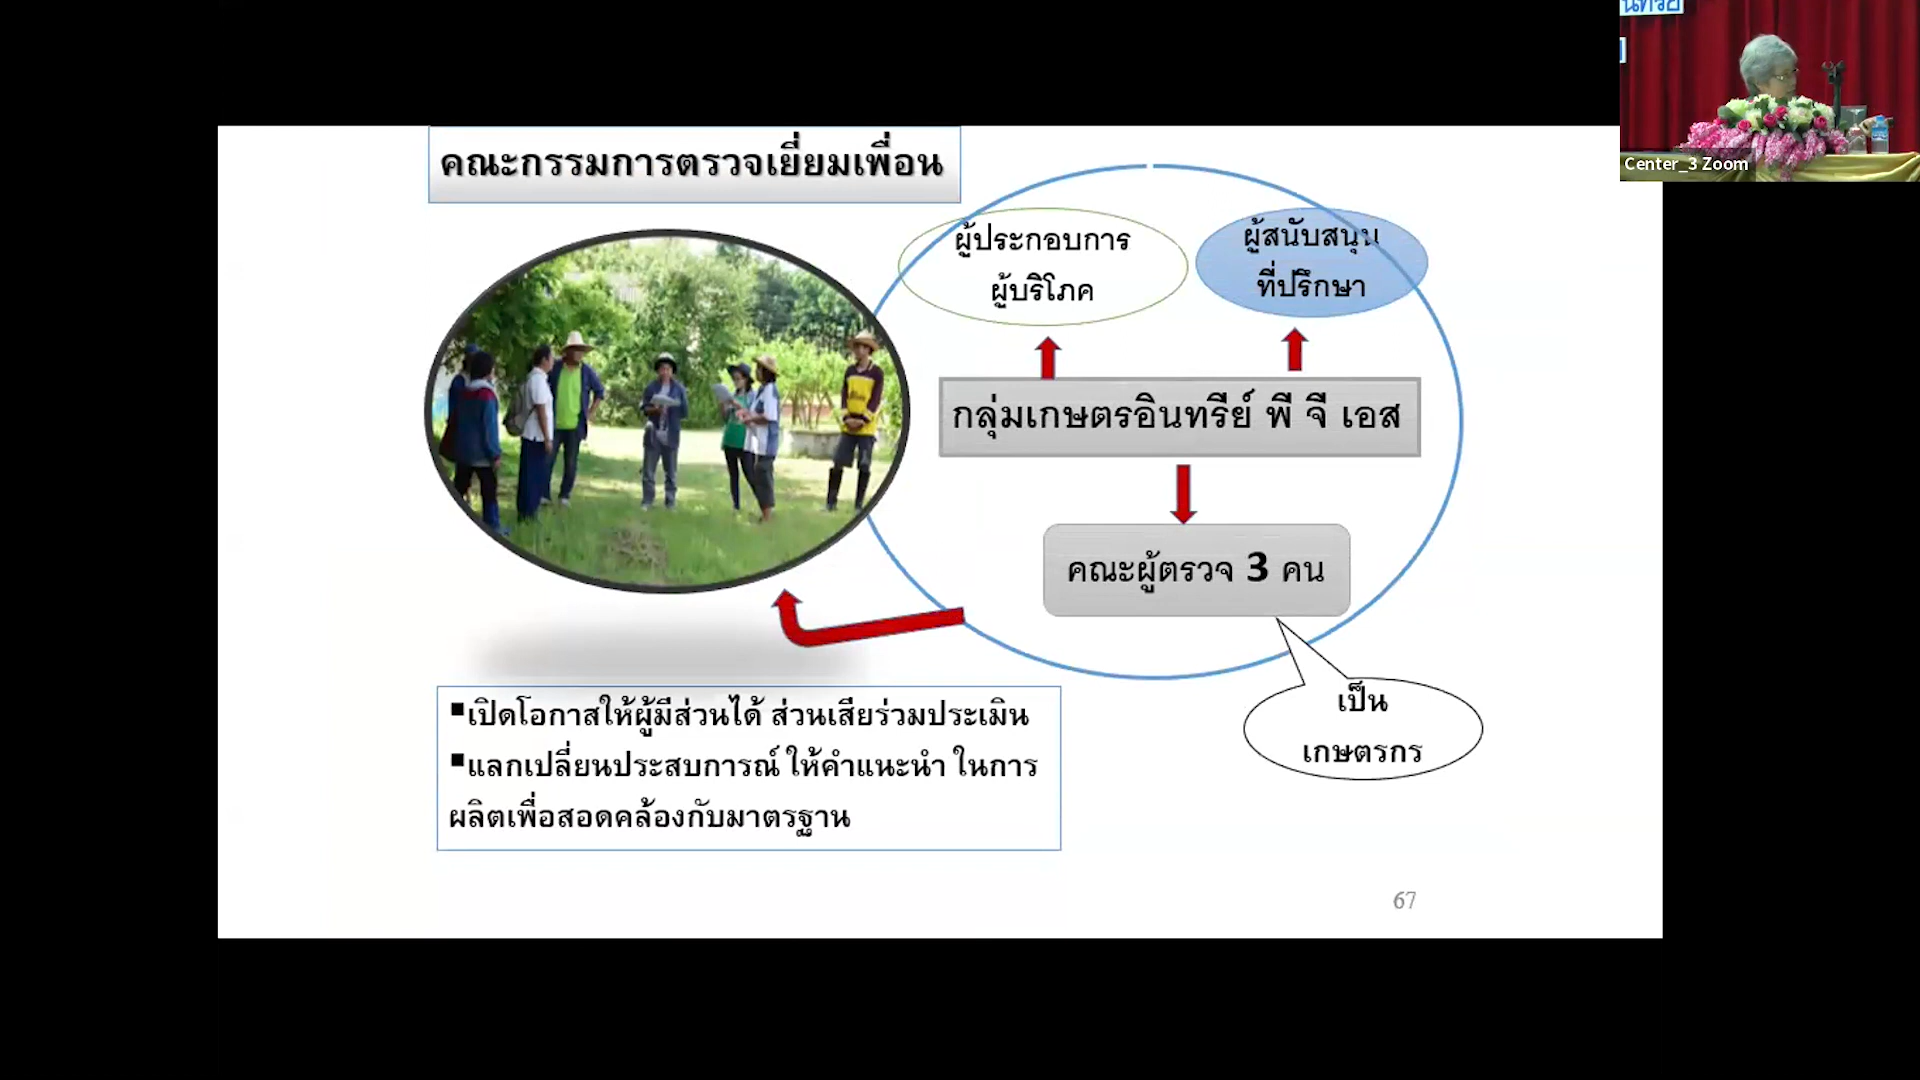 คณะกรรมการตรวจเยี่ยมเพื่อน
ผู้ประกอบการ
ผู้บริโภค
ผู้สนับสนุน
ที่ปรึกษา
กลุ่มเกษตรอินทรีย์ พี จี เอส
คณะผู้ตรวจ 3 คน
เป็น
เกษตรกร
▪เปิดโอกาสให้ผู้มีส่วนได้ ส่วนเสียร่วมประเมิน
▪แลกเปลี่ยนประสบการณ์ ให้คำแนะนำ ในการ
ผลิตเพื่อสอดคล้องกับมาตรฐาน
67
Center_3 Zoom